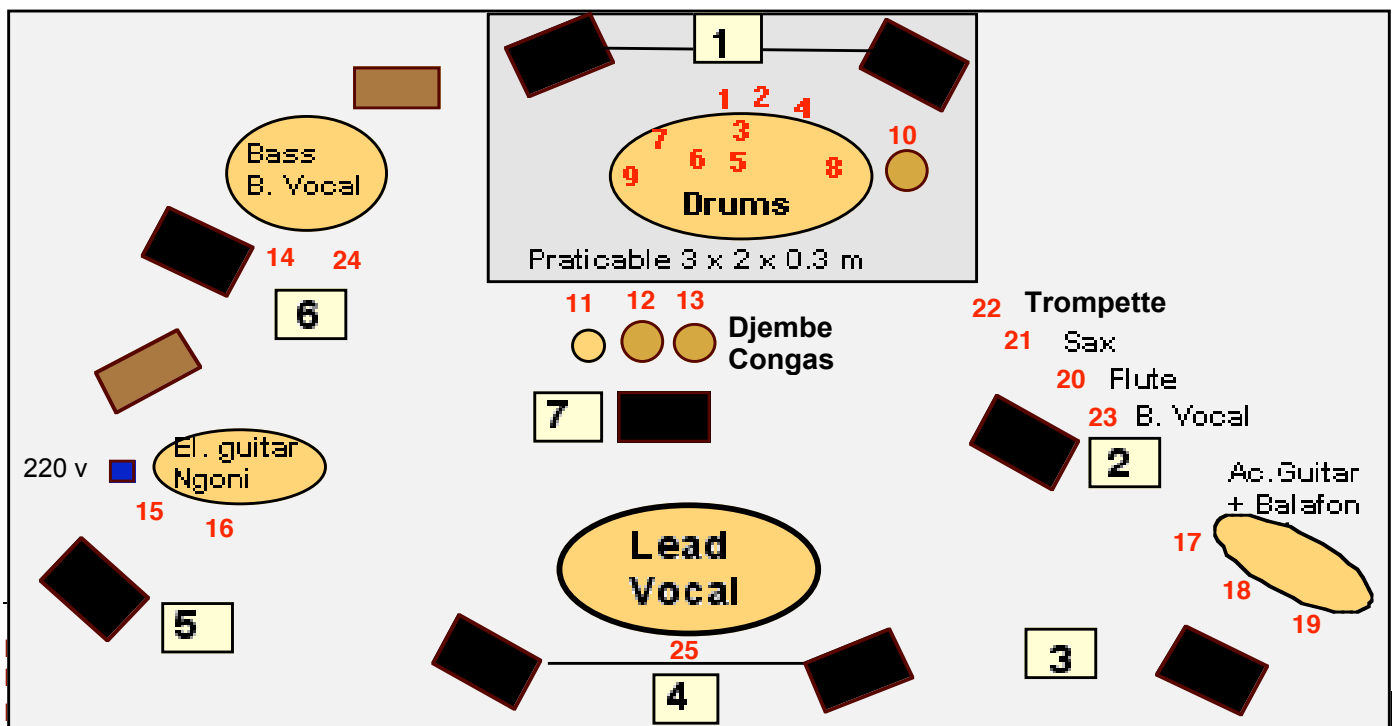 1
1 2 4
7 3 10
9 6 5 8
Drums
Praticable 3 x 2 x 0.3 m
Bass
B. Vocal
14 24
6
11 12 13
Djembe
Congas
7
22 Trompette
21 Sax
20 Flute
23 B. Vocal
2
220 v
El. guitar
Ngoni
15 16
5
Lead
Vocal
25
4
Ac.Guitar
+ Balafon
17
18
19
3